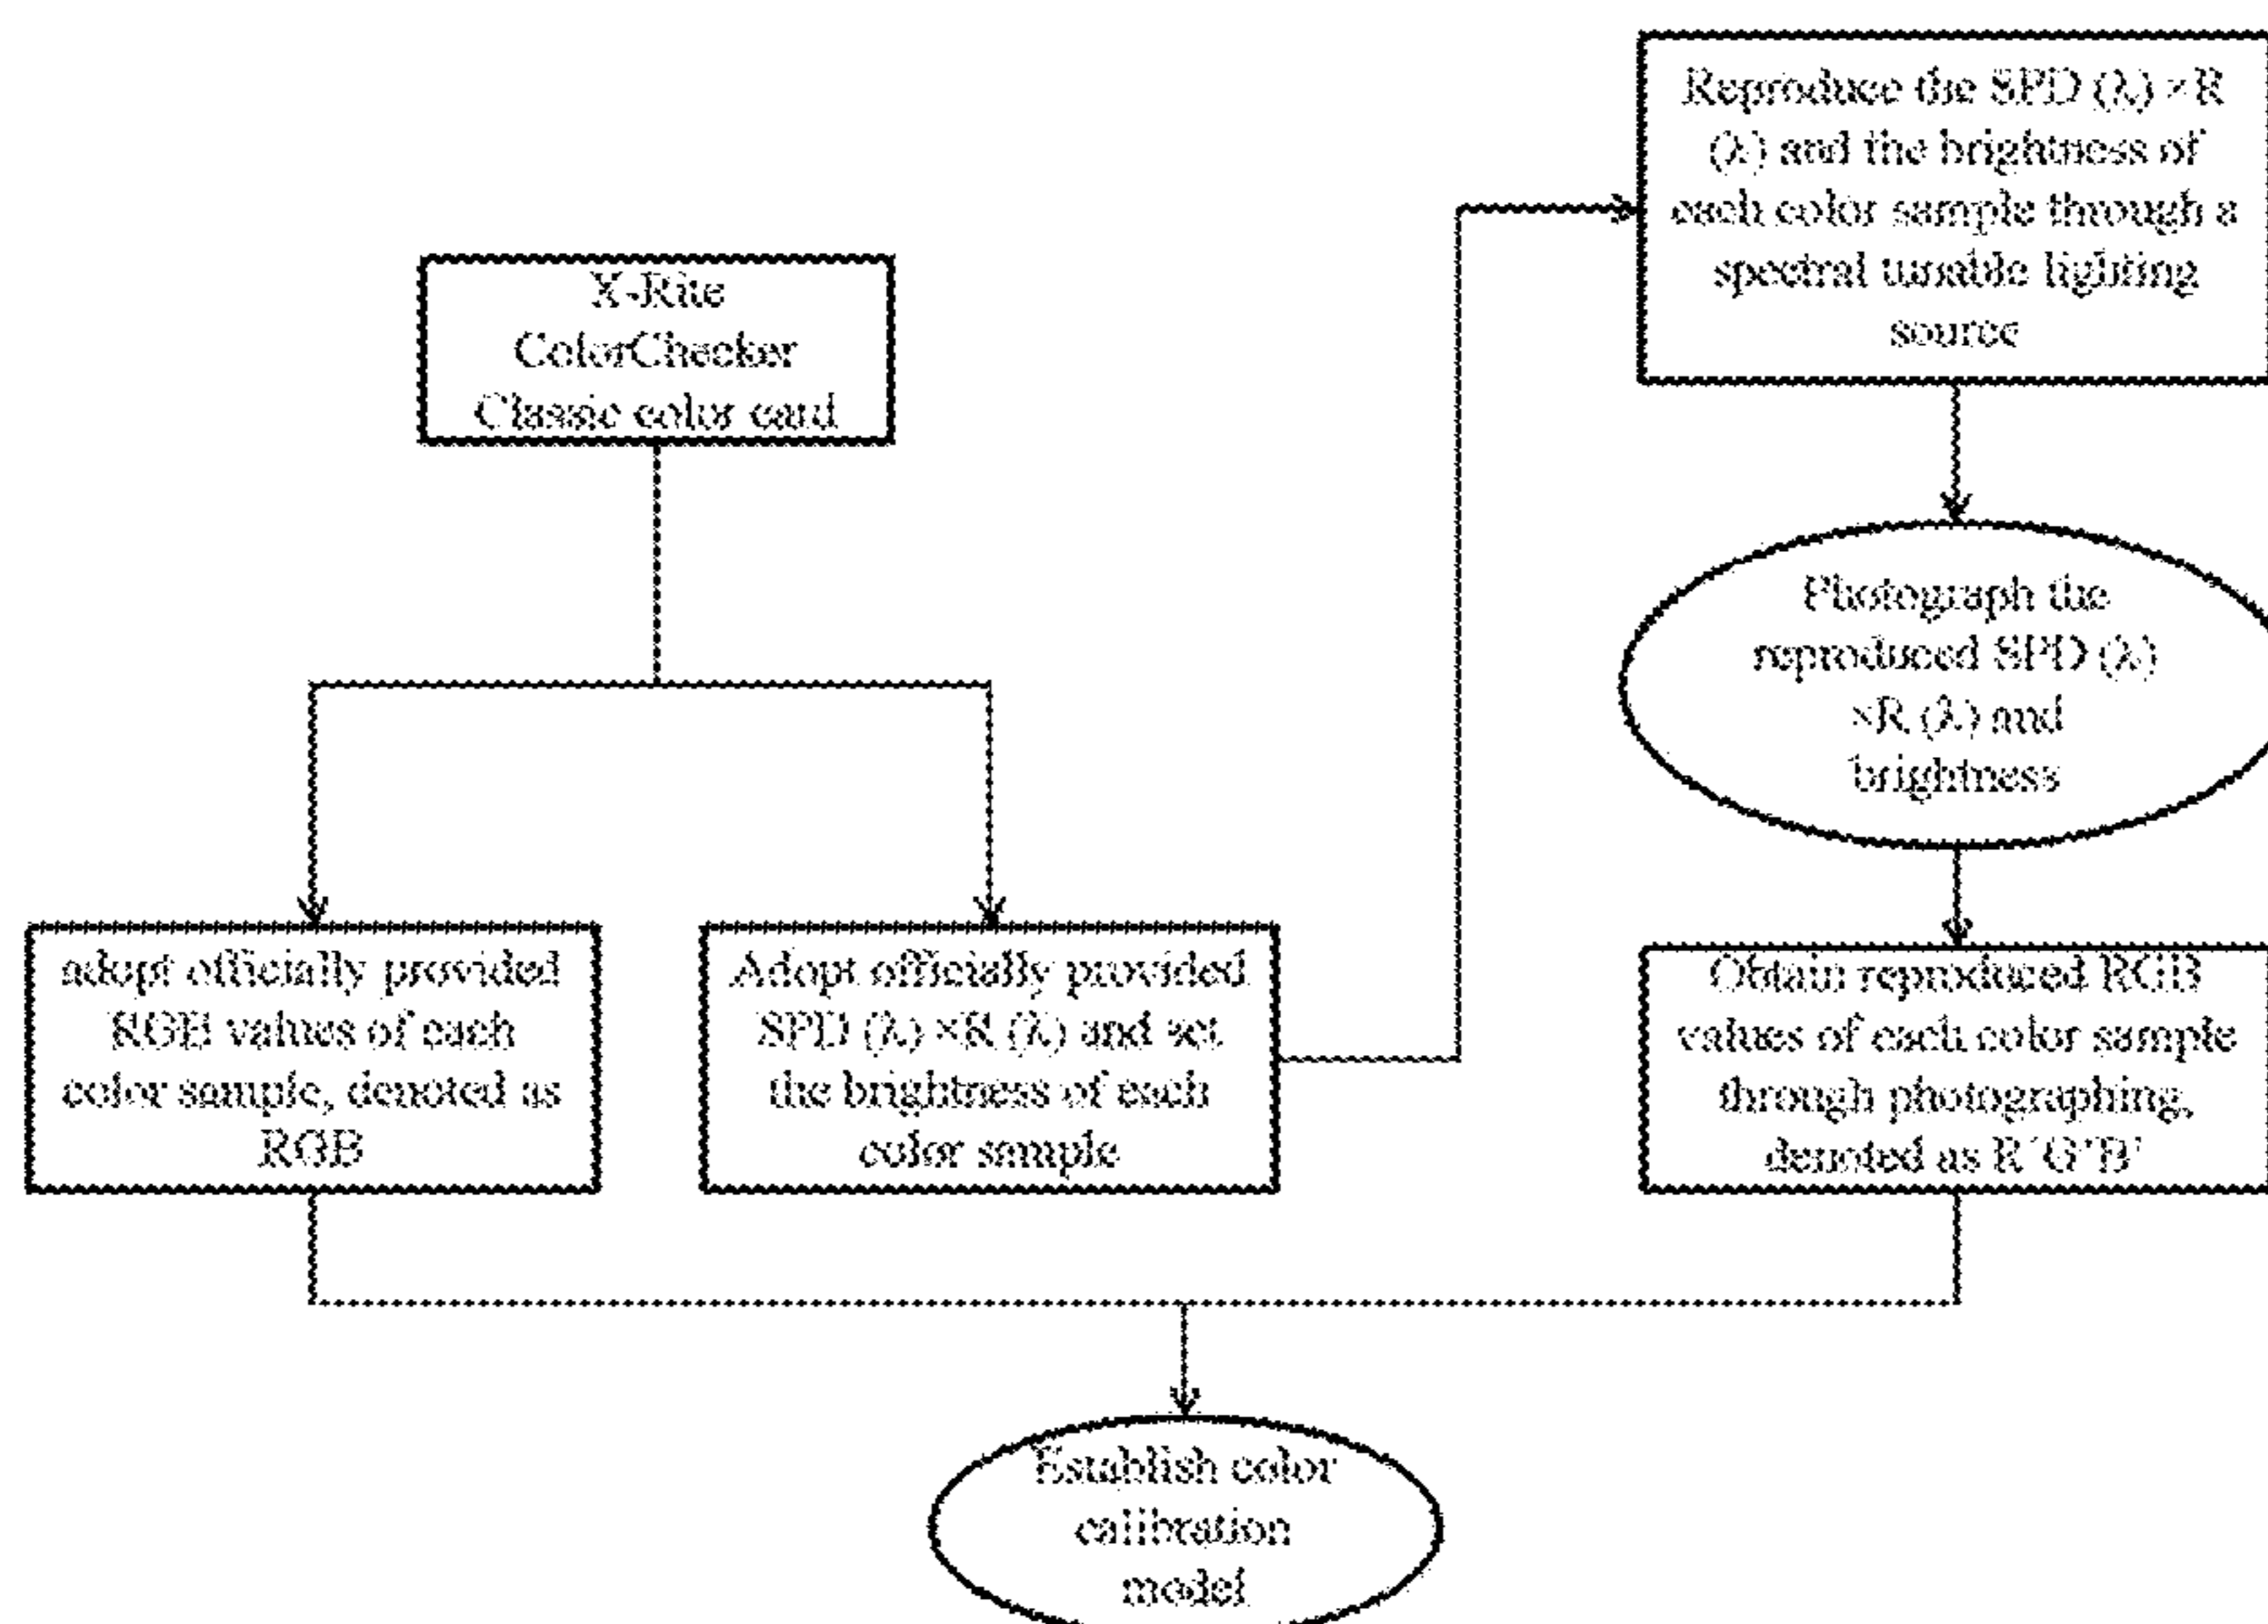 X-Rite
ColorChecker
Classic color card
adopt officially provided
RGB values of each
color sample, denoted as
RGB
Adopt officially provided
SPD (λ) ×R (λ) and set
the brightness of each
color sample
Reproduce the SPD (λ) ×R
(λ) and the brightness of
each color sample through a
spectral tunable lighting
source
Photograph the
reproduced SPD (λ)
×R (λ) and
brightness
Obtain reproduced RGB
values of each color sample
through photographing,
denoted as R'G'B'
Establish color
calibration
model